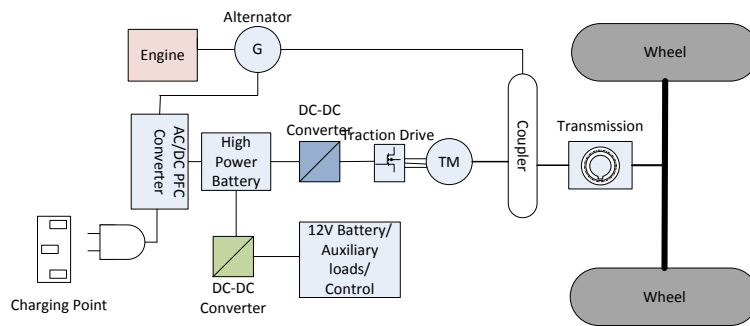 Alternator
Engine
G
Wheel
DC-DC
Converter
Traction Drive
Coupler
Transmission
AC/DC PFC
Converter
High
Power
Battery
TM
12V Battery/
Auxiliary
loads/
Control
DC-DC
Converter
Charging Point
Wheel